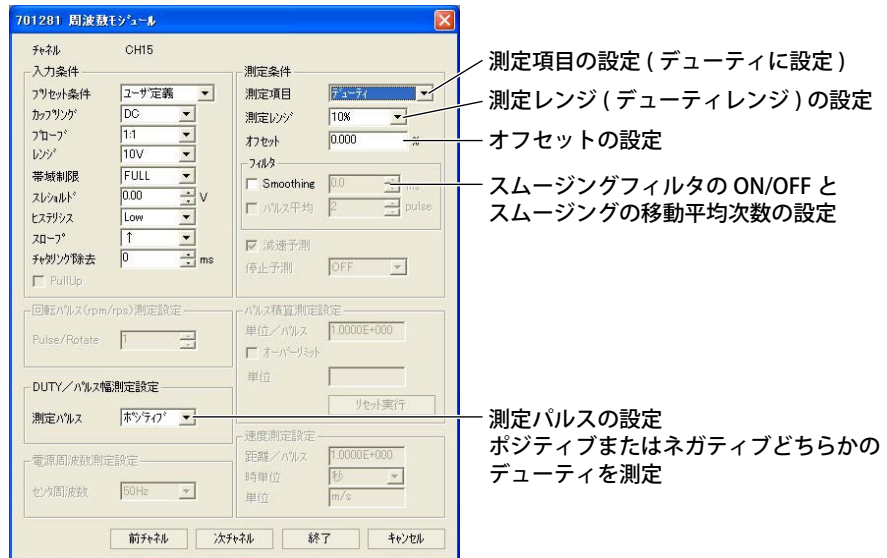 701281 周波数ﾓｼﾞｭｰﾙ
ﾁｬﾈﾙ CH15
入力条件
ﾌﾟﾘｾｯﾄ条件 ﾕｰｻﾞ定義
ｶｯﾌﾟﾘﾝｸﾞ DC
ﾌﾟﾛｰﾌﾞ 1:1
ﾚﾝｼﾞ 10V
帯域制限 FULL
ｽﾚｼｮﾙﾄﾞ 0.00 V
ﾋｽﾃﾘｼｽ Low
ｽﾛｰﾌﾟ ↑
ﾁｬﾀﾘﾝｸﾞ除去 0 ms
PullUp
測定条件
測定項目 ﾃﾞｭｰﾃｨ
測定ﾚﾝｼﾞ 10%
ｵﾌｾｯﾄ 0.000 %
ﾌｨﾙﾀ
Smoothing 0.0 ms
ﾊﾟﾙｽ平均 2 pulse
減速予測
停止予測 OFF
回転ﾊﾟﾙｽ(rpm/rps)測定設定
Pulse/Rotate 1
ﾊﾟﾙｽ積算測定設定
単位／ﾊﾟﾙｽ 1.0000E+000
ｵｰﾊﾞｰﾘﾐｯﾄ
単位
ﾘｾｯﾄ実行
DUTY／ﾊﾟﾙｽ幅測定設定
測定ﾊﾟﾙｽ ﾎﾟｼﾞﾃｨﾌﾞ
速度測定設定
距離／ﾊﾟﾙｽ 1.0000E+000
時単位 秒
単位 m/s
電源周波数測定設定
ｾﾝﾀ周波数 50Hz
前ﾁｬﾈﾙ 次ﾁｬﾈﾙ 終了 ｷｬﾝｾﾙ
測定項目の設定 ( デューティに設定 )
測定レンジ ( デューティレンジ ) の設定
オフセットの設定
スムージングフィルタの ON/OFF と
スムージングの移動平均次数の設定
測定パルスの設定
ポジティブまたはネガティブどちらかの
デューティを測定